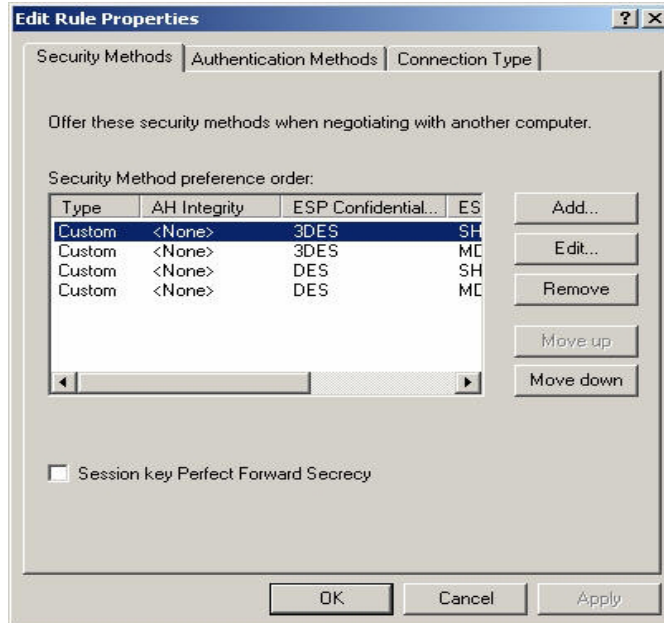 Edit Rule Properties
Security Methods Authentication Methods Connection Type
Offer these security methods when negotiating with another computer.
Security Method preference order:
Type AH Integrity ESP Confidential... ES
Custom <None> 3DES SH
Custom <None> 3DES MD
Custom <None> DES SH
Custom <None> DES MD
Add...
Edit...
Remove
Move up
Move down
Session key Perfect Forward Secrecy
OK Cancel Apply